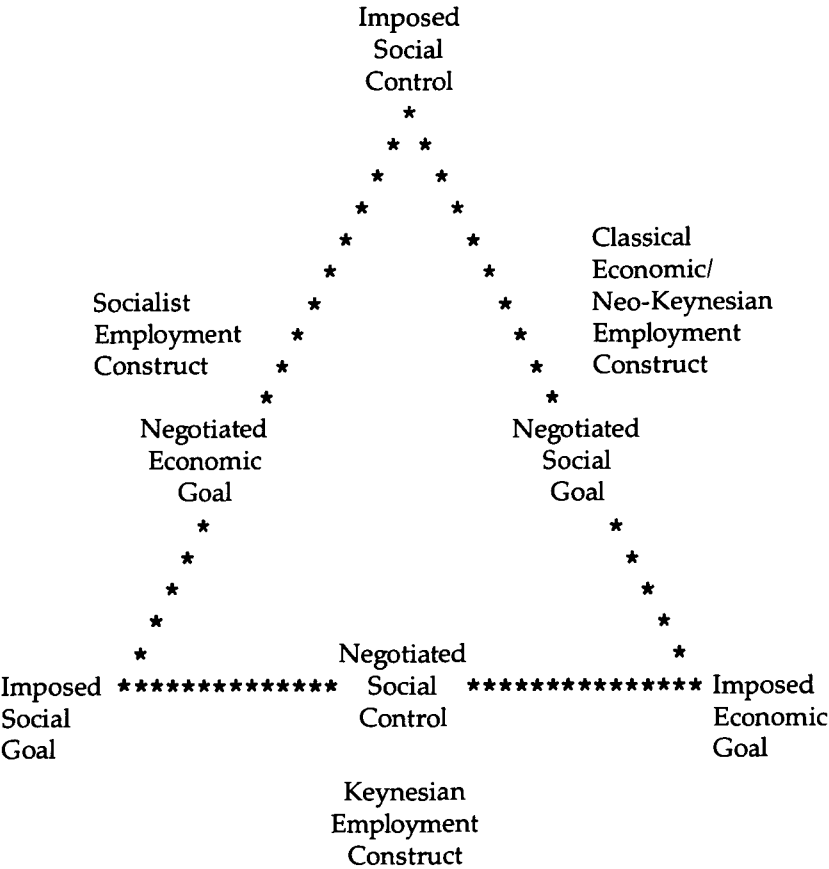 Imposed
Social
Control
Classical
Economic/
Neo-Keynesian
Employment
Construct
Socialist
Employment
Construct
Negotiated
Economic
Goal
Negotiated
Social
Goal
Imposed
Social
Goal
Negotiated
Social
Control
Imposed
Economic
Goal
Keynesian
Employment
Construct